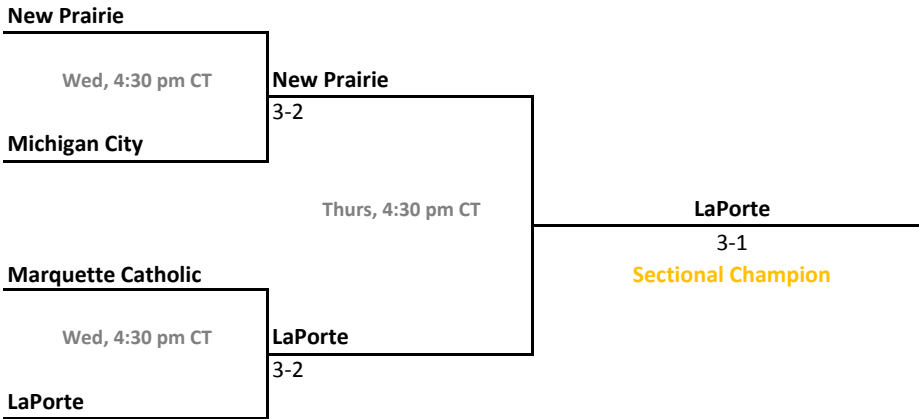 New Prairie
Wed, 4:30 pm CT
New Prairie
3-2
Michigan City
Thurs, 4:30 pm CT
LaPorte
3-1
Marquette Catholic
Sectional Champion
Wed, 4:30 pm CT
LaPorte
3-2
LaPorte